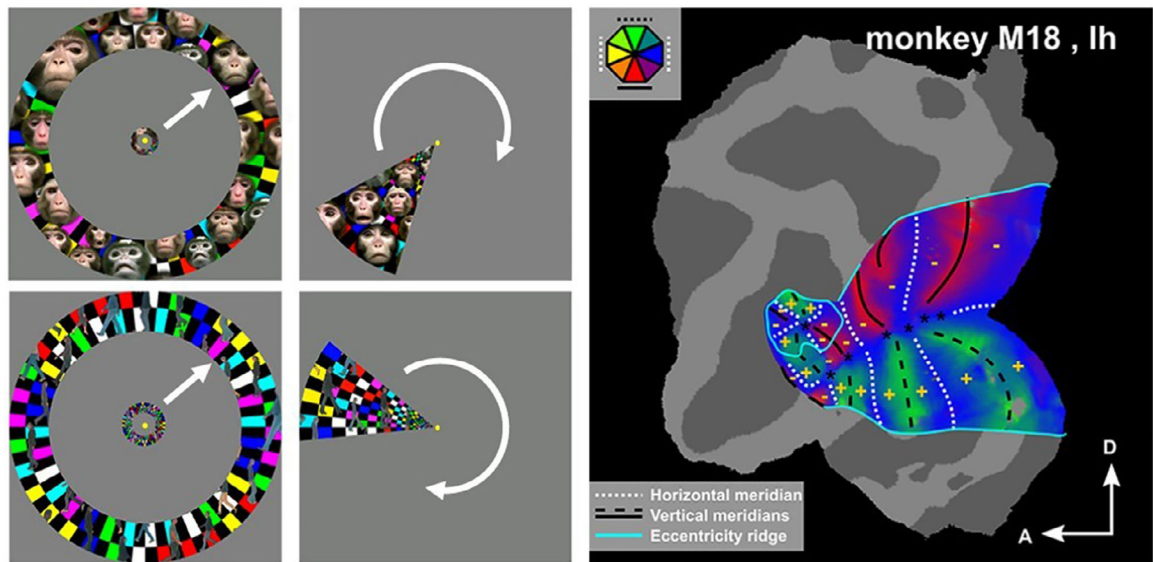 monkey M18 , lh
Horizontal meridian
Vertical meridians
Eccentricity ridge
D
A